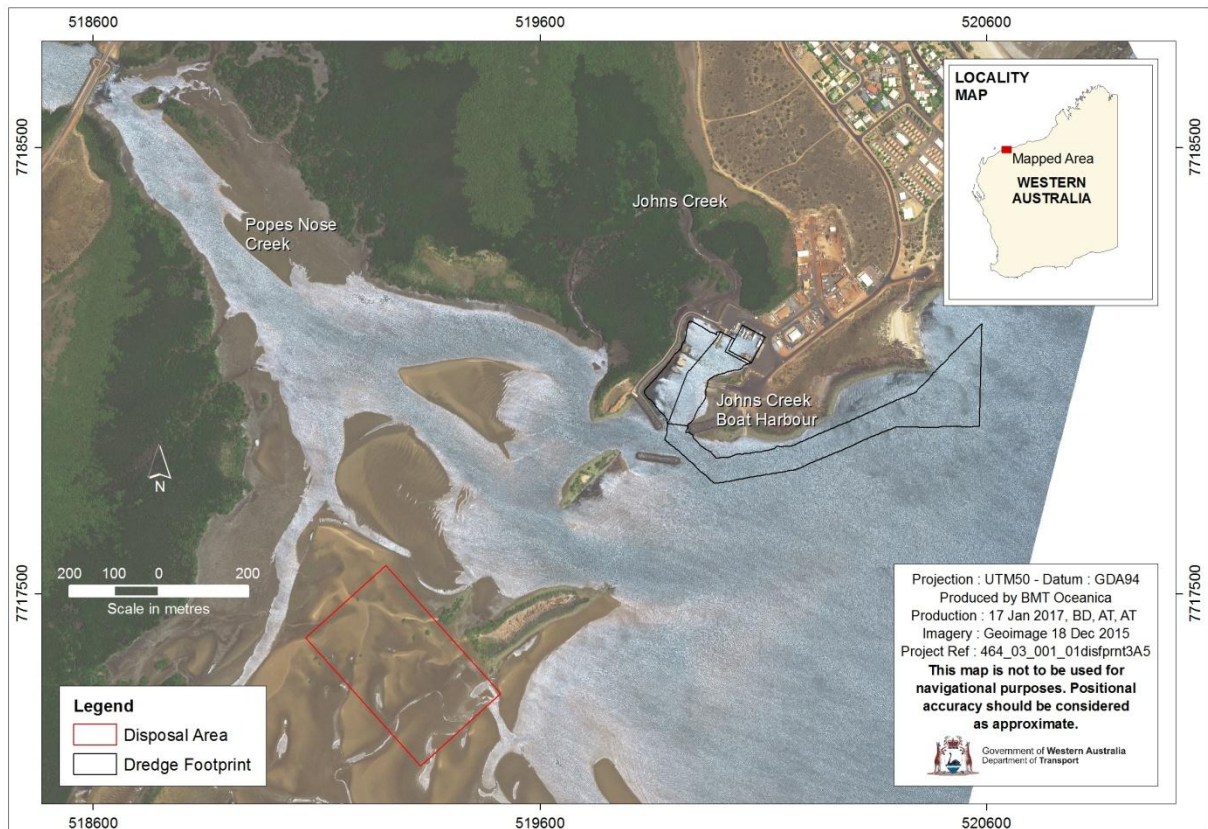 518600
519600
520600
7718500
7718500
LOCALITY
MAP
Mapped Area
WESTERN
AUSTRALIA
Johns Creek
Popes Nose
Creek
Johns Creek
Boat Harbour
N
200 100 0 200
Scale in metres
7717500
7717500
Legend
Disposal Area
Dredge Footprint
Projection : UTM50 - Datum : GDA94
Produced by BMT Oceanica
Production : 17 Jan 2017, BD, AT, AT
Imagery : Geoimage 18 Dec 2015
Project Ref : 464_03_001_01disfprnt3A5
This map is not to be used for
navigational purposes. Positional
accuracy should be considered
as approximate.
Government of Western Australia
Department of Transport
518600
519600
520600